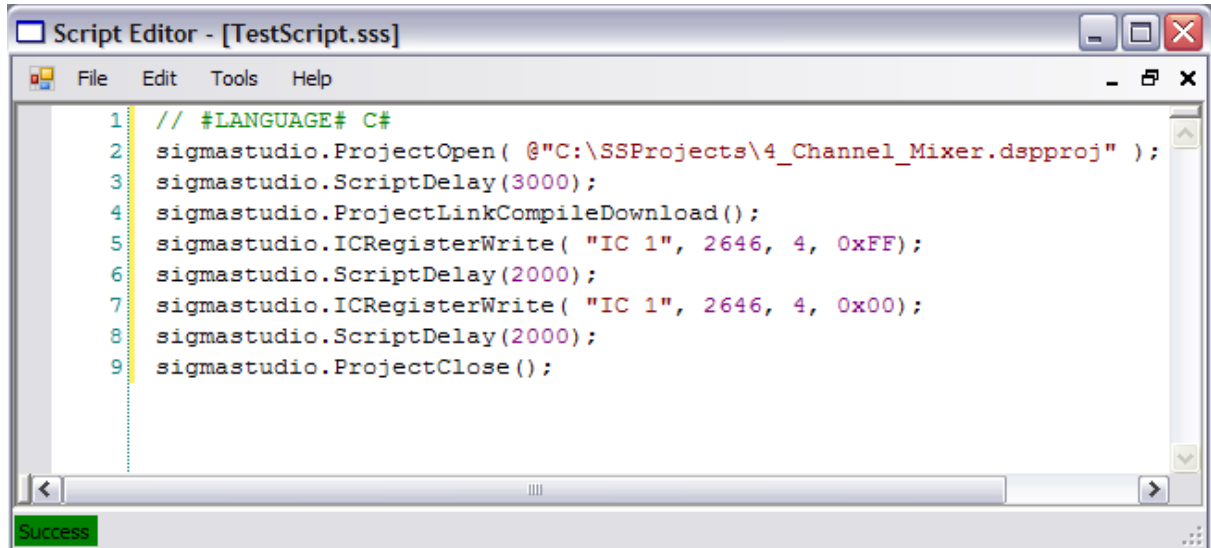 Script Editor - [TestScript.sss]
File Edit Tools Help
1 // #LANGUAGE# C#
2 sigmastudio.ProjectOpen( @"C:\SSProjects\4_Channel_Mixer.dspproj" );
3 sigmastudio.ScriptDelay(3000);
4 sigmastudio.ProjectLinkCompileDownload();
5 sigmastudio.ICRegisterWrite( "IC 1", 2646, 4, 0xFF);
6 sigmastudio.ScriptDelay(2000);
7 sigmastudio.ICRegisterWrite( "IC 1", 2646, 4, 0x00);
8 sigmastudio.ScriptDelay(2000);
9 sigmastudio.ProjectClose();
Success